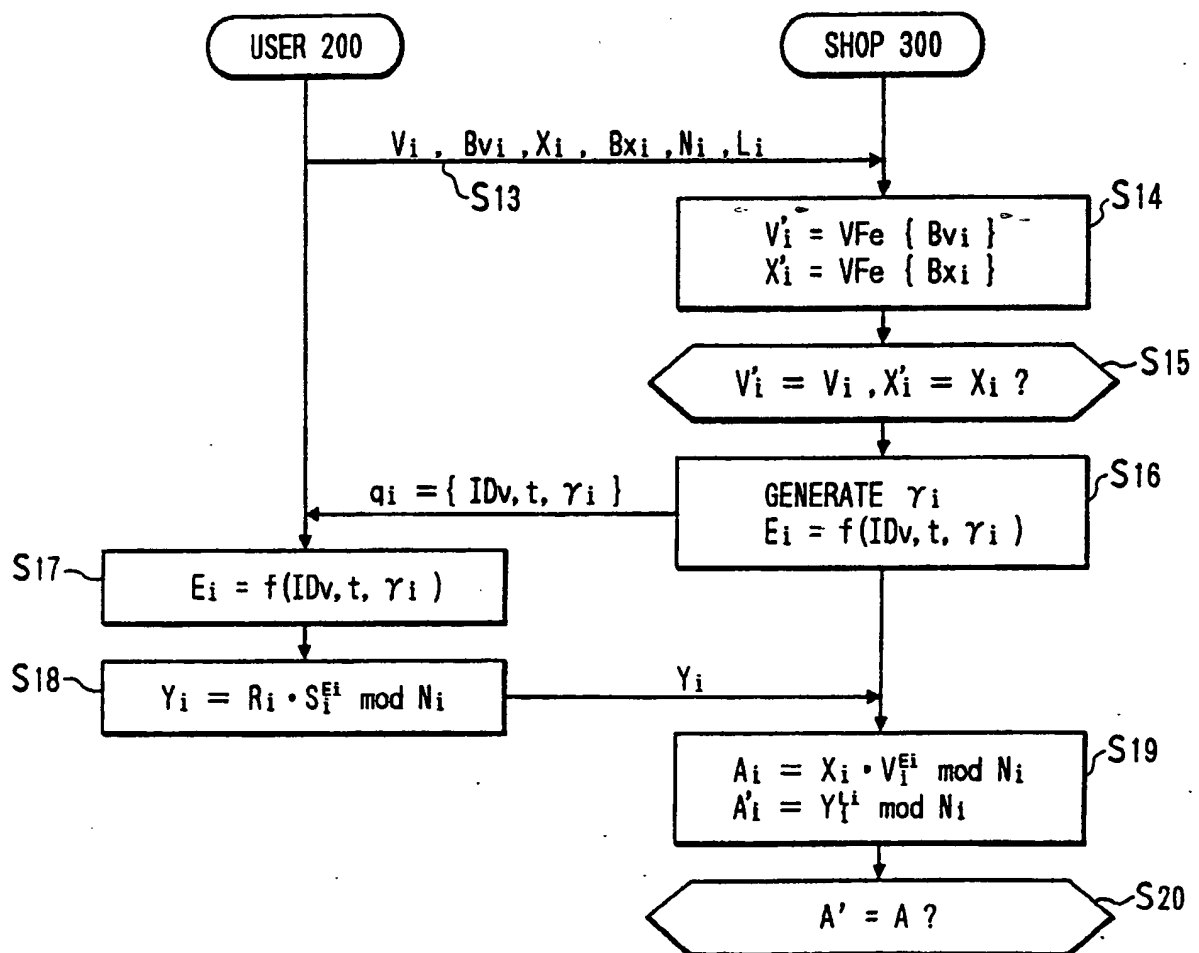 USER 200
SHOP 300
Vi , Bvi , Xi , Bxi , Ni , Li
S13
S14
V'i = VFe { Bvi }
X'i = VFe { Bxi }
S15
V'i = Vi , X'i = Xi ?
S16
qi = { IDv, t, γi }
GENERATE γi
Ei = f(IDv, t, γi )
S17
Ei = f(IDv, t, γi )
S18
Yi = Ri · Si^Ei mod Ni
Yi
S19
Ai = Xi · Vi^Ei mod Ni
A'i = Yi^Li mod Ni
S20
A' = A ?